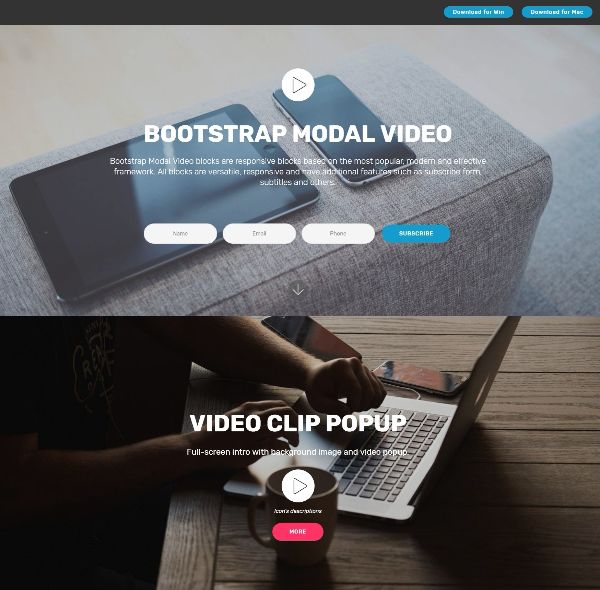 Download for Win
Download for Mac
BOOTSTRAP MODAL VIDEO
Bootstrap Modal Video blocks are responsive blocks based on the most popular, modern and effective
framework. All blocks are versatile, responsive and have additional features such as subscribe form,
subtitles and others.
Name
Email
Phone
SUBSCRIBE
VIDEO CLIP POPUP
Full-screen intro with background image and video popup.
Icon's descriptions
MORE